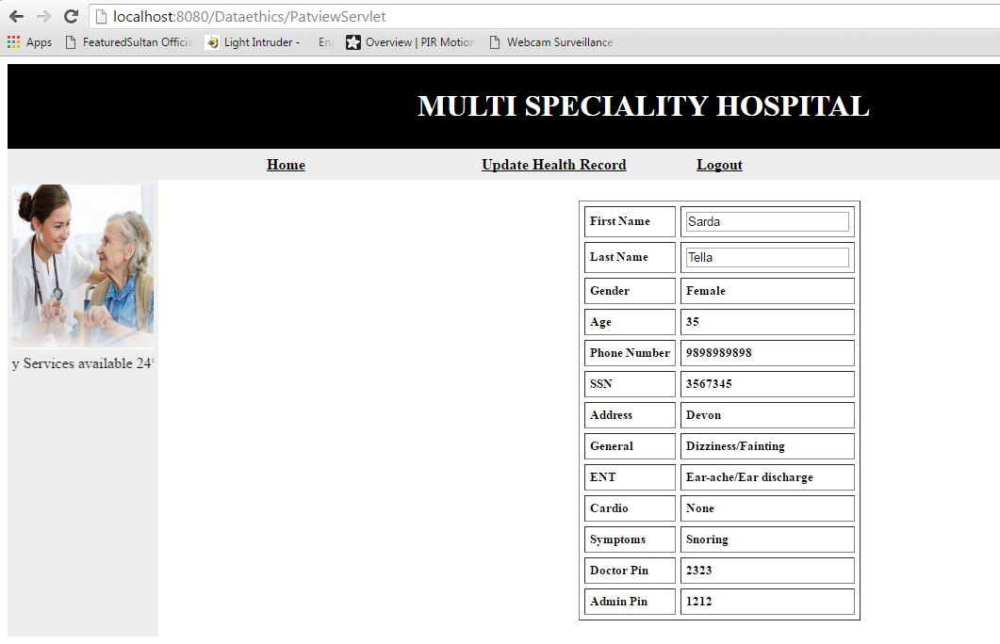 localhost:8080/Dataethics/PatviewServlet
Apps FeaturedSultan Officia Light Intruder - En Overview | PIR Motion Webcam Surveillance
MULTI SPECIALITY HOSPITAL
Home Update Health Record Logout
First Name Sarda
Last Name Tella
Gender Female
Age 35
Phone Number 9898989898
y Services available 24*
SSN 3567345
Address Devon
General Dizziness/Fainting
ENT Ear-ache/Ear discharge
Cardio None
Symptoms Snoring
Doctor Pin 2323
Admin Pin 1212